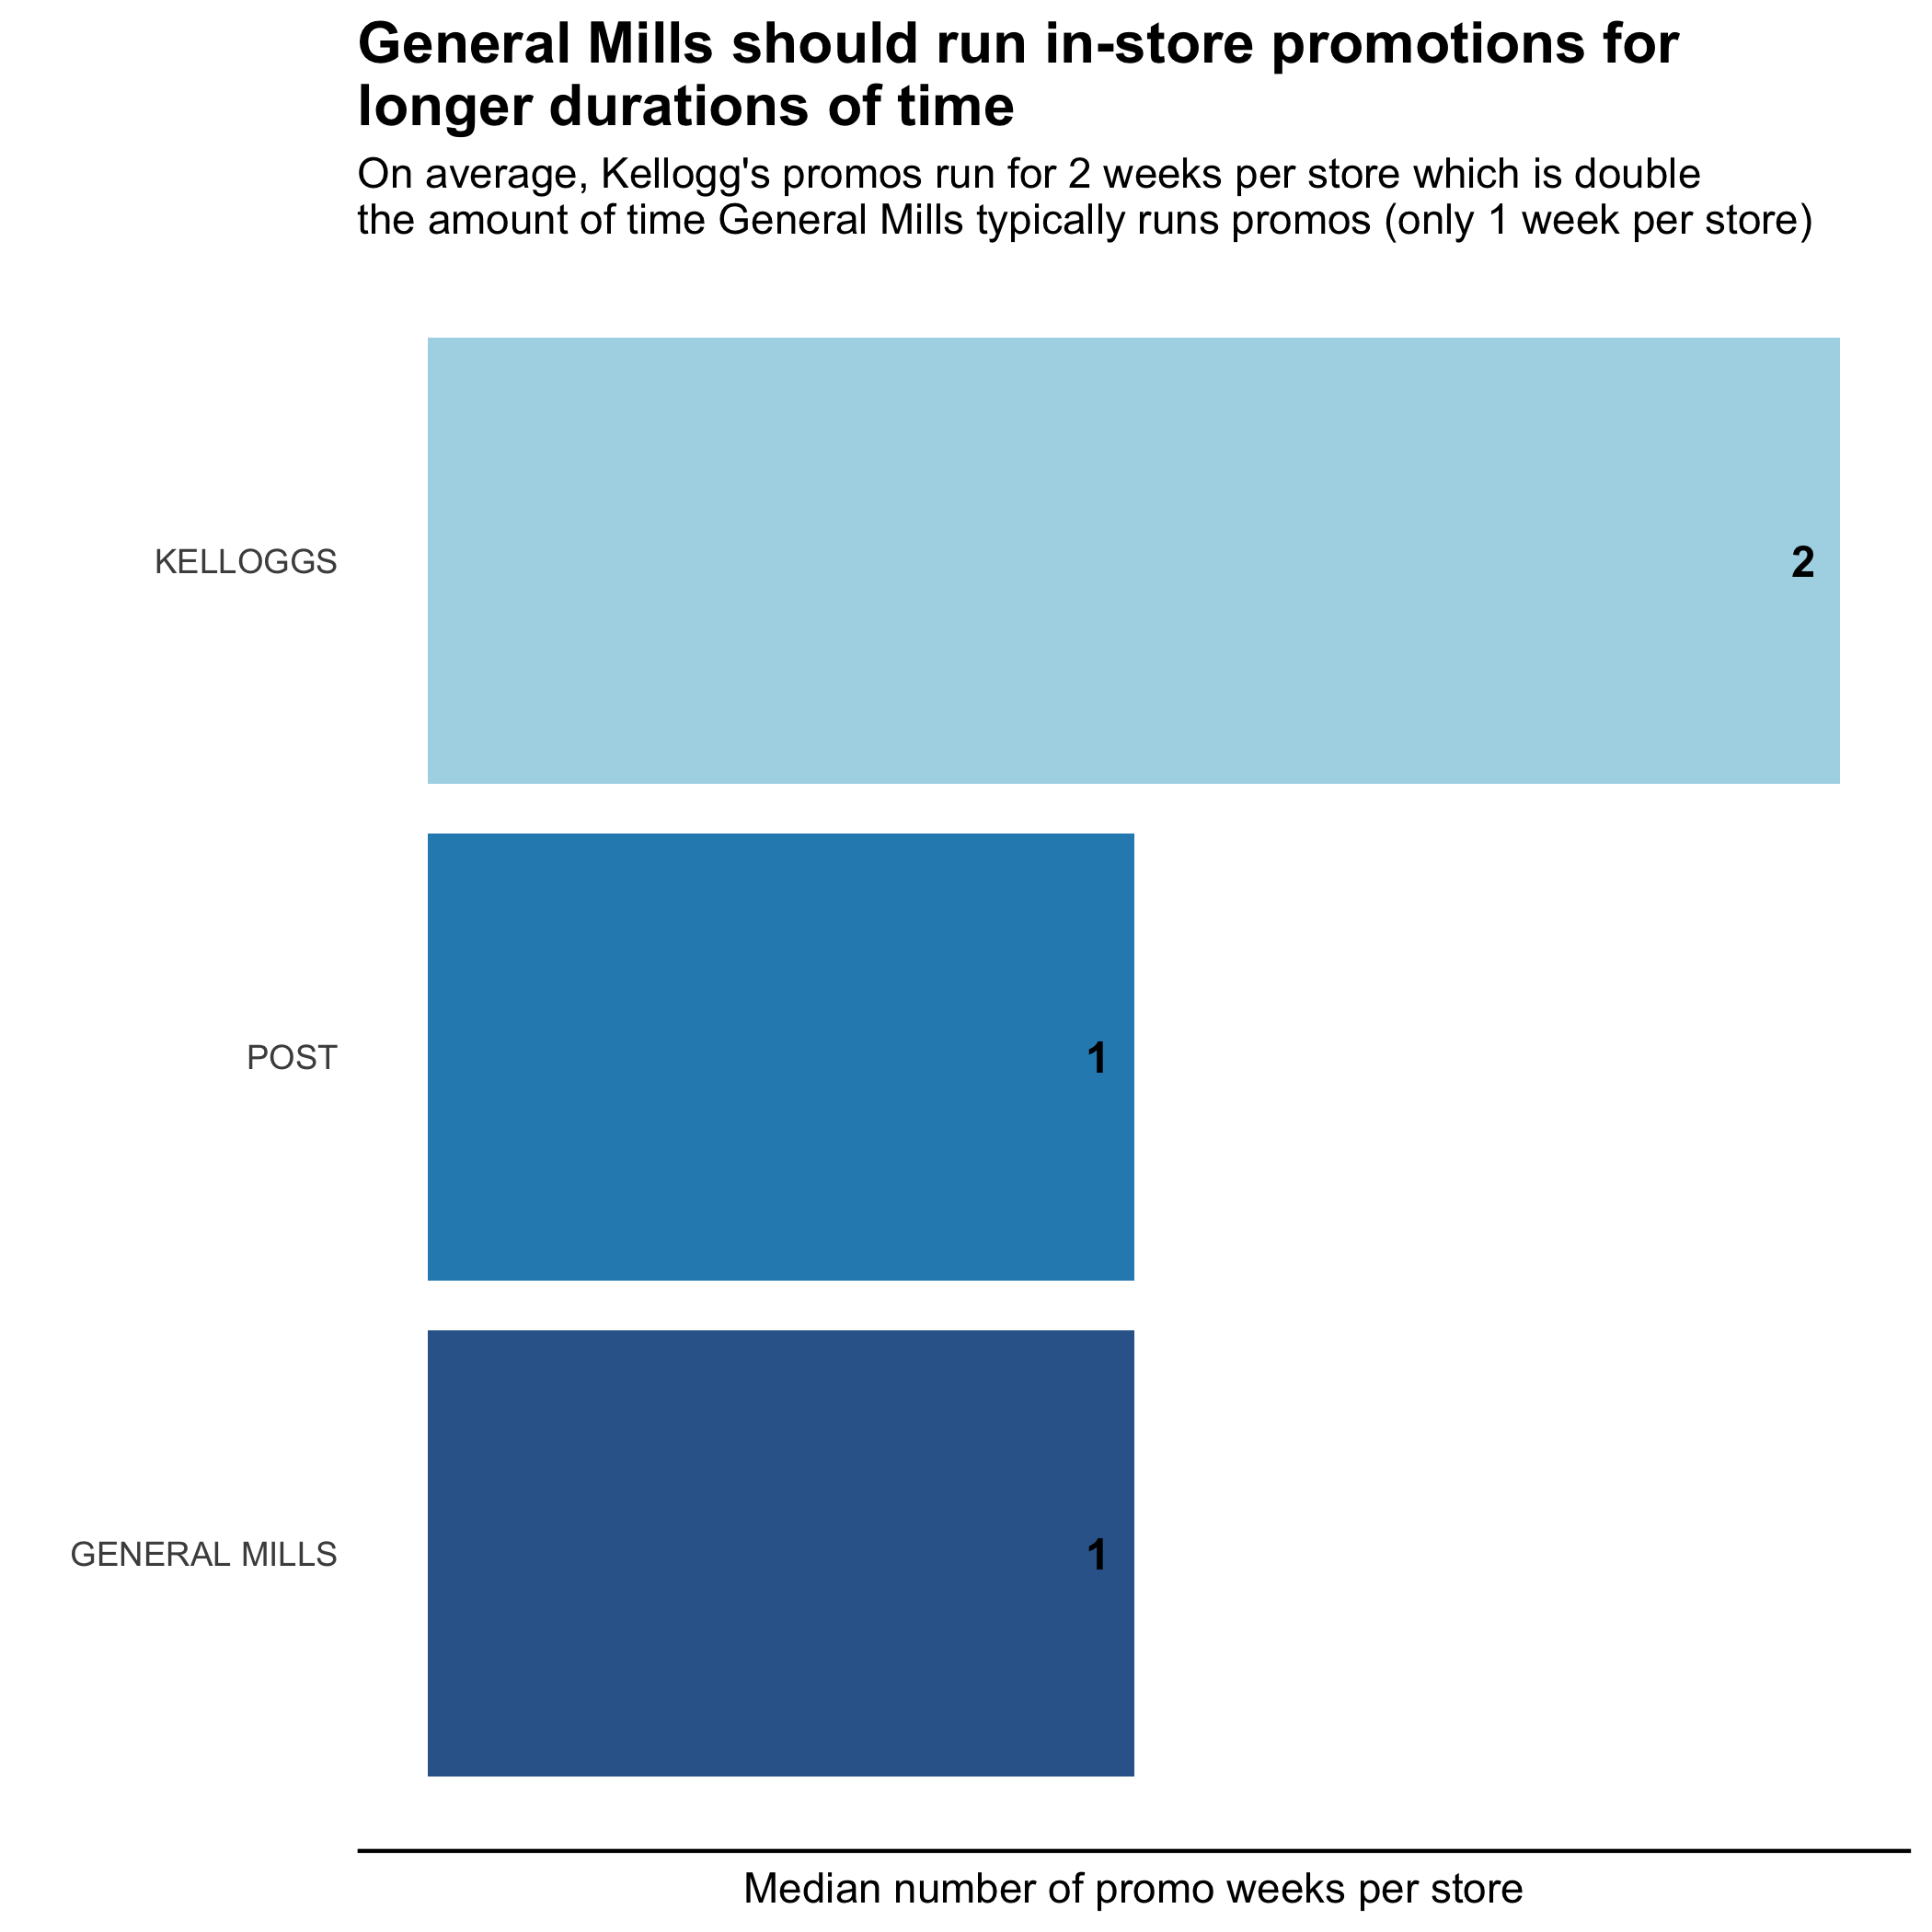 General Mills should run in-store promotions for
longer durations of time
On average, Kellogg's promos run for 2 weeks per store which is double
the amount of time General Mills typically runs promos (only 1 week per store)
KELLOGGS
2
POST
1
GENERAL MILLS
1
Median number of promo weeks per store